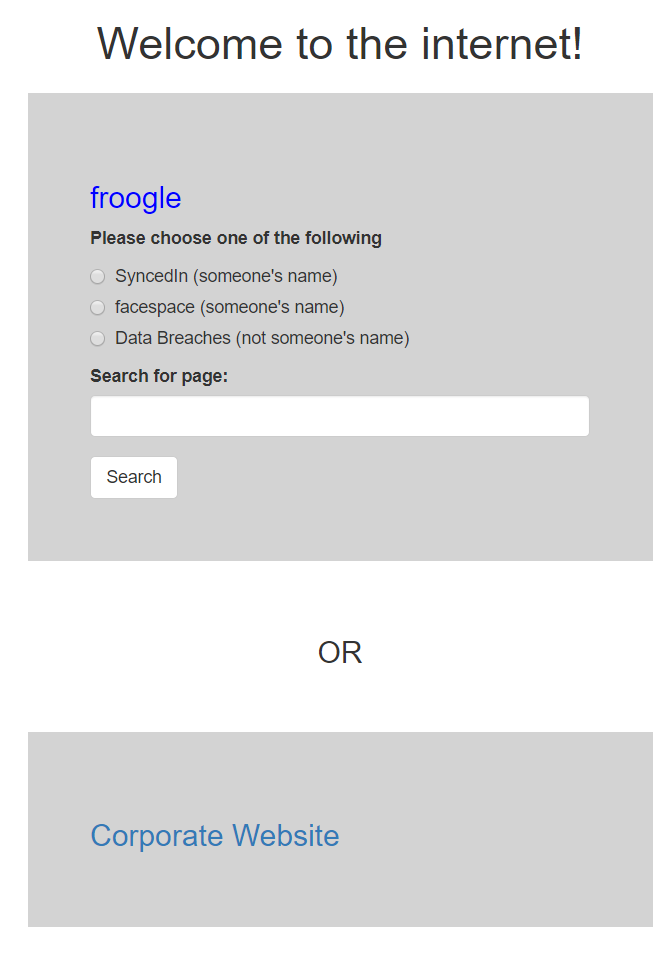 Welcome to the internet!
froogle
Please choose one of the following
SyncedIn (someone's name)
facespace (someone's name)
Data Breaches (not someone's name)
Search for page:
Search
OR
Corporate Website